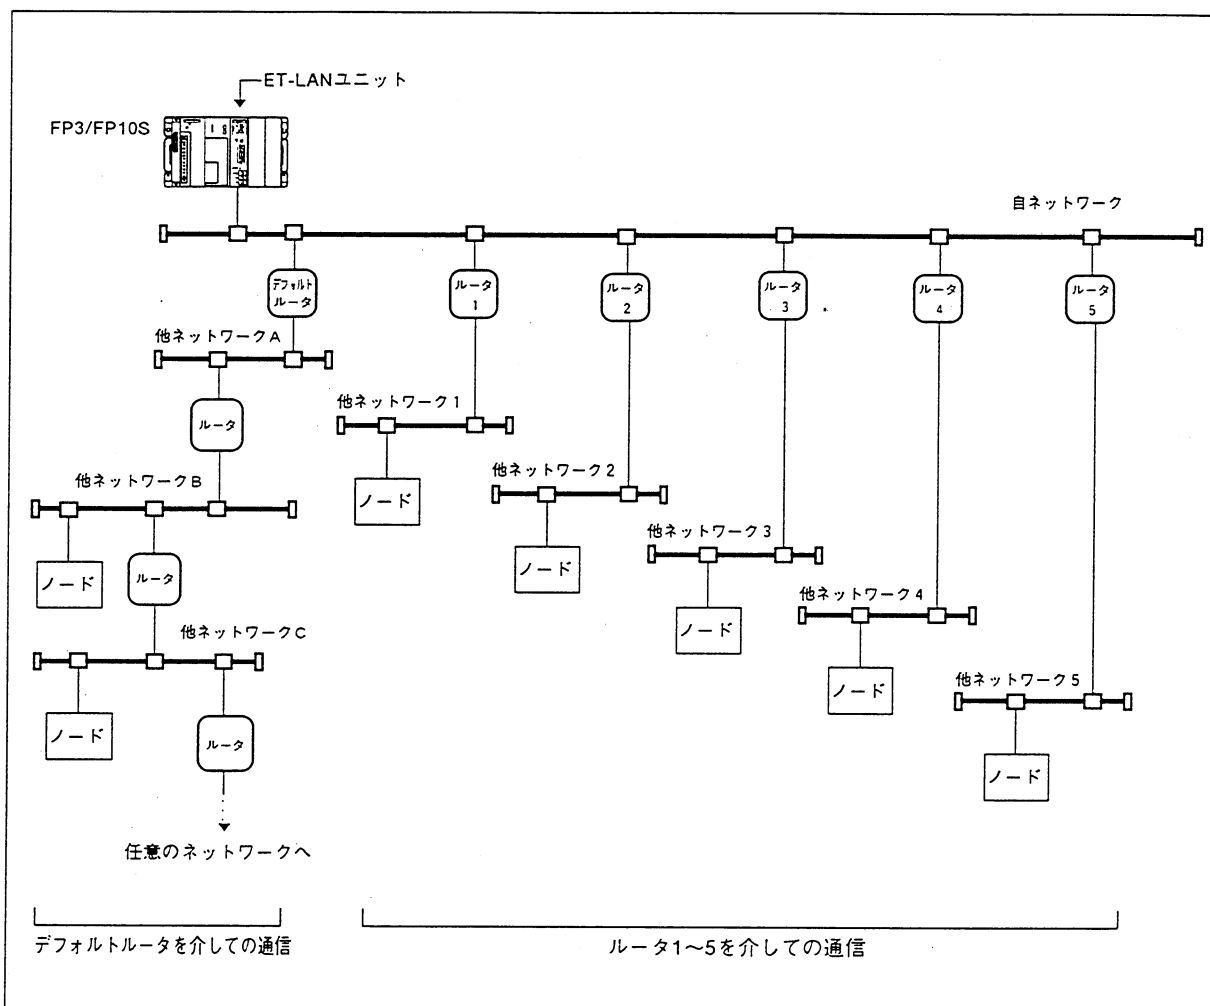 ET-LANユニット
FP3/FP10S
自ネットワーク
デフォルト
ルータ
ルータ
1
ルータ
2
ルータ
3
ルータ
4
ルータ
5
他ネットワークA
ルータ
他ネットワーク1
ノード
他ネットワークB
ノード
ルータ
他ネットワーク2
ノード
他ネットワーク3
ノード
他ネットワーク4
ノード
他ネットワークC
ノード
ルータ
他ネットワーク5
ノード
任意のネットワークへ
デフォルトルータを介しての通信
ルータ1～5を介しての通信